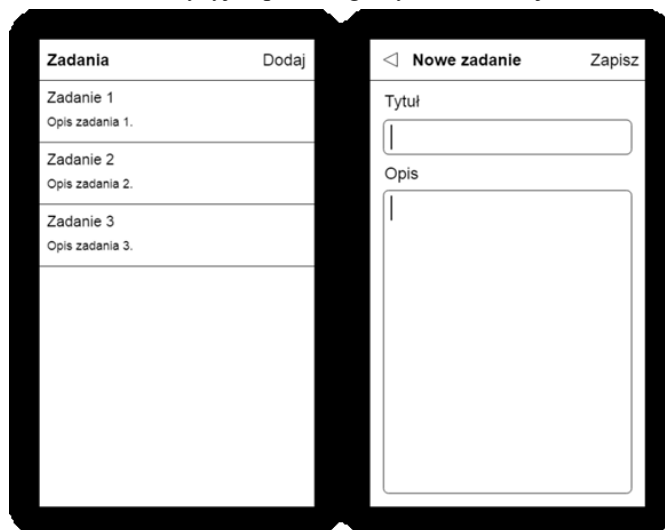 Zadania Dodaj
Zadanie 1
Opis zadania 1.
Zadanie 2
Opis zadania 2.
Zadanie 3
Opis zadania 3.
Nowe zadanie Zapisz
Tytuł
Opis